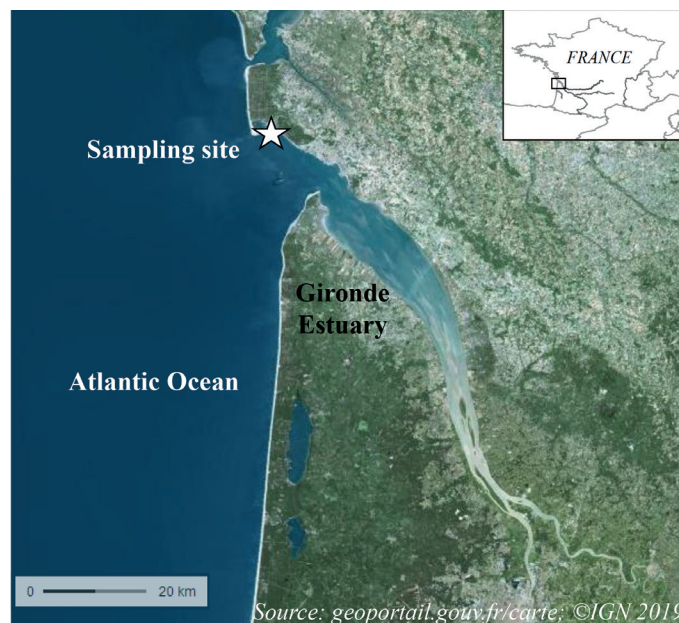 FRANCE
Sampling site
Gironde
Estuary
Atlantic Ocean
0 20 km
Source: geoportail.gouv.fr/carte; ©IGN 2019